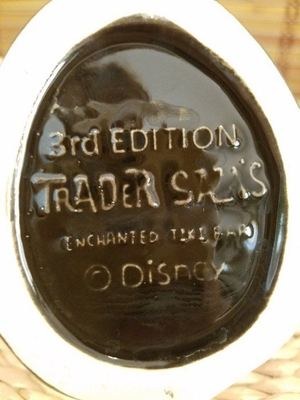 3rd EDITION
TRADER SAM'S
ENCHANTED TIKI BAR
© Disney